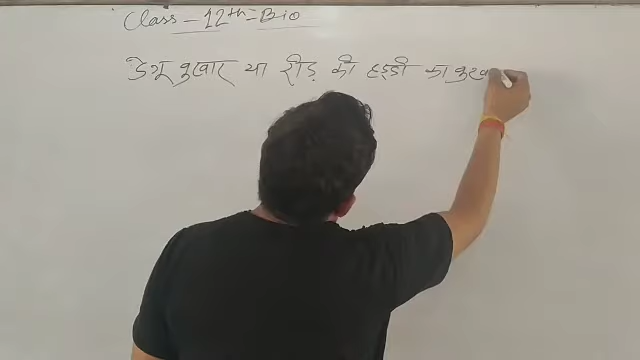 Class - 12th - Bio
डेंगू बुखार या रीड़ की हड्डी का बुख